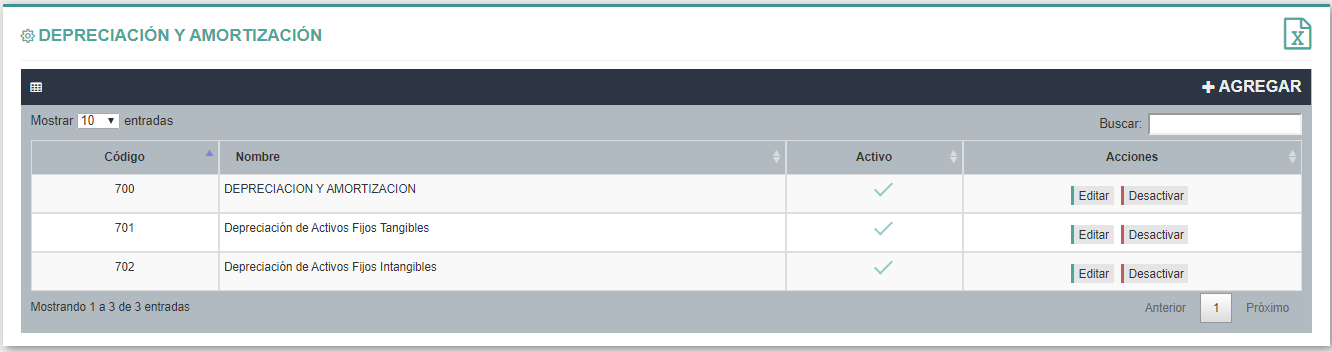 DEPRECIACIÓN Y AMORTIZACIÓN
AGREGAR
Mostrar 10 entradas
Buscar:
Código Nombre Activo Acciones
700 DEPRECIACION Y AMORTIZACION Editar Desactivar
701 Depreciación de Activos Fijos Tangibles Editar Desactivar
702 Depreciación de Activos Fijos Intangibles Editar Desactivar
Mostrando 1 a 3 de 3 entradas
Anterior 1 Próximo